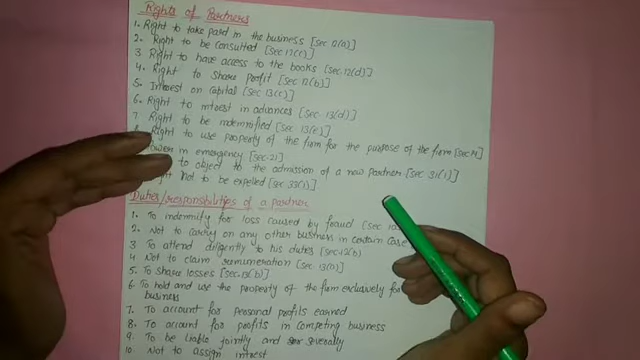 Rights of Partners
1. Right to take part in the business [sec 12(a)]
2. Right to be consulted [sec 12(c)]
3 Right to have access to the books [sec 12(d)]
4. Right to share profit [sec 13(b)]
5. Interest on capital [sec 13(c)]
6. Right to intrest in advances [sec 13(d)]
7 Right to be indemnified [sec 13(e)]
8. Right to use property of the firm for the purpose of the firm [sec 14]
in emergency [sec 21]
to object to the admission of a new partner [sec 31(1)]
not to be expelled [sec 33(1)]
Duties/responsibilities of a partner
1. To indemnify for loss caused by fraud [sec 10
2. Not to carry on any other business in certain case
3 To attend diligently to his duties [sec 12(b)
4 Not to claim remuneration [sec 13(a)]
5. To share losses [sec 13(b)]
6. To hold and use the property of the firm exclusively for
business
7. To account for personal profits earned
8. To account for profits in competing business
9. To be liable jointly and severally
10 Not to assign intrest